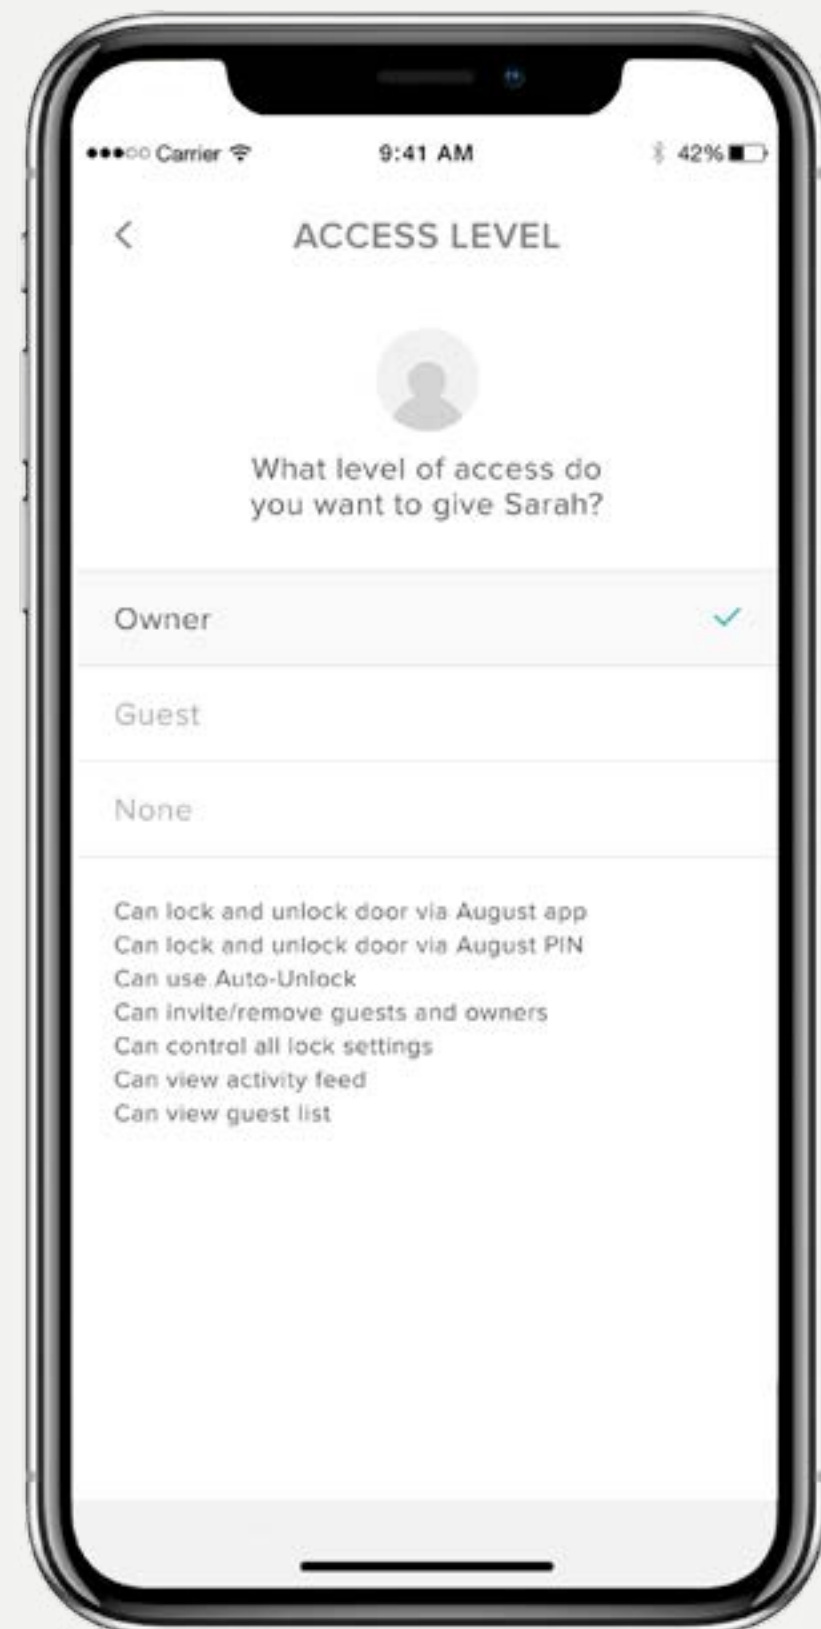 Carrier
9:41 AM
42%
ACCESS LEVEL
What level of access do
you want to give Sarah?
Owner
Guest
None
Can lock and unlock door via August app
Can lock and unlock door via August PIN
Can use Auto-Unlock
Can invite/remove guests and owners
Can control all lock settings
Can view activity feed
Can view guest list